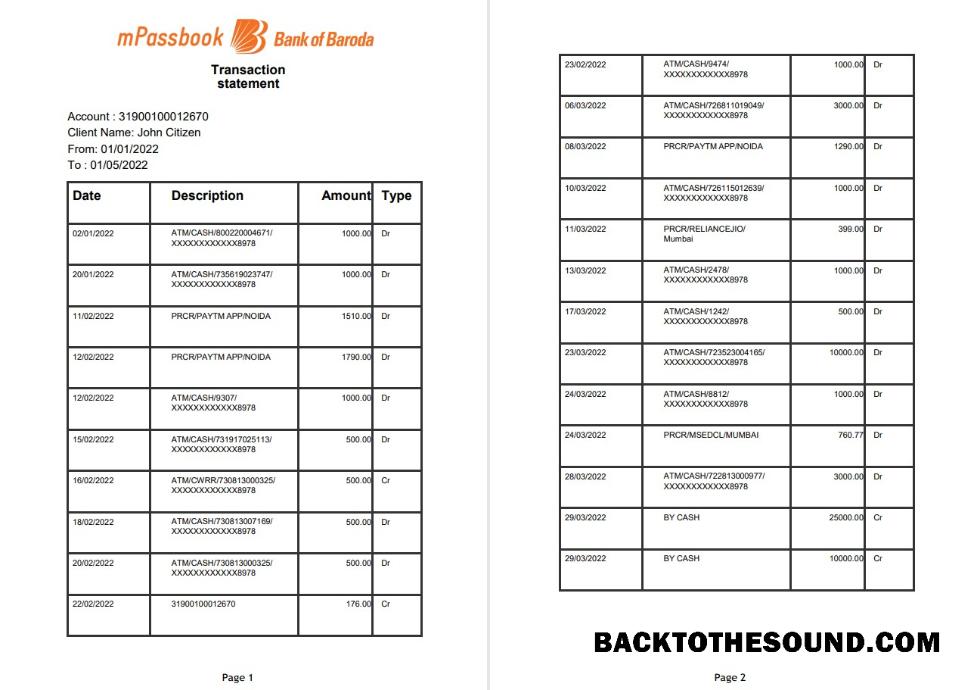 mPassbook Bank of Baroda
Transaction
statement
Account : 31900100012670
Client Name: John Citizen
From: 01/01/2022
To : 01/05/2022
Date Description Amount Type
02/01/2022 ATM/CASH/800220004671/ 1000.00 Dr
XXXXXXXXXXXX8978
20/01/2022 ATM/CASH/735619023747/ 1000.00 Dr
XXXXXXXXXXXX8978
11/02/2022 PRCR/PAYTM APP/NOIDA 1510.00 Dr
12/02/2022 PRCR/PAYTM APP/NOIDA 1790.00 Dr
12/02/2022 ATM/CASH/9307/ 1000.00 Dr
XXXXXXXXXXXX8978
15/02/2022 ATM/CASH/731917025113/ 500.00 Dr
XXXXXXXXXXXX8978
16/02/2022 ATM/CWRR/730813000325/ 500.00 Cr
XXXXXXXXXXXX8978
18/02/2022 ATM/CASH/730813007169/ 500.00 Dr
XXXXXXXXXXXX8978
20/02/2022 ATM/CASH/730813000325/ 500.00 Dr
XXXXXXXXXXXX8978
22/02/2022 31900100012670 176.00 Cr
Page 1
23/02/2022 ATM/CASH/9474/ 1000.00 Dr
XXXXXXXXXXXX8978
06/03/2022 ATM/CASH/726811019049/ 3000.00 Dr
XXXXXXXXXXXX8978
08/03/2022 PRCR/PAYTM APP/NOIDA 1290.00 Dr
10/03/2022 ATM/CASH/726115012639/ 1000.00 Dr
XXXXXXXXXXXX8978
11/03/2022 PRCR/RELIANCEJIO/ 399.00 Dr
Mumbai
13/03/2022 ATM/CASH/2478/ 1000.00 Dr
XXXXXXXXXXXX8978
17/03/2022 ATM/CASH/1242/ 500.00 Dr
XXXXXXXXXXXX8978
23/03/2022 ATM/CASH/723523004165/ 10000.00 Dr
XXXXXXXXXXXX8978
24/03/2022 ATM/CASH/8812/ 1000.00 Dr
XXXXXXXXXXXX8978
24/03/2022 PRCR/MSEDCL/MUMBAI 760.77 Dr
28/03/2022 ATM/CASH/722813000977/ 3000.00 Dr
XXXXXXXXXXXX8978
29/03/2022 BY CASH 25000.00 Cr
29/03/2022 BY CASH 10000.00 Cr
BACKTOTHESOUND.COM
Page 2